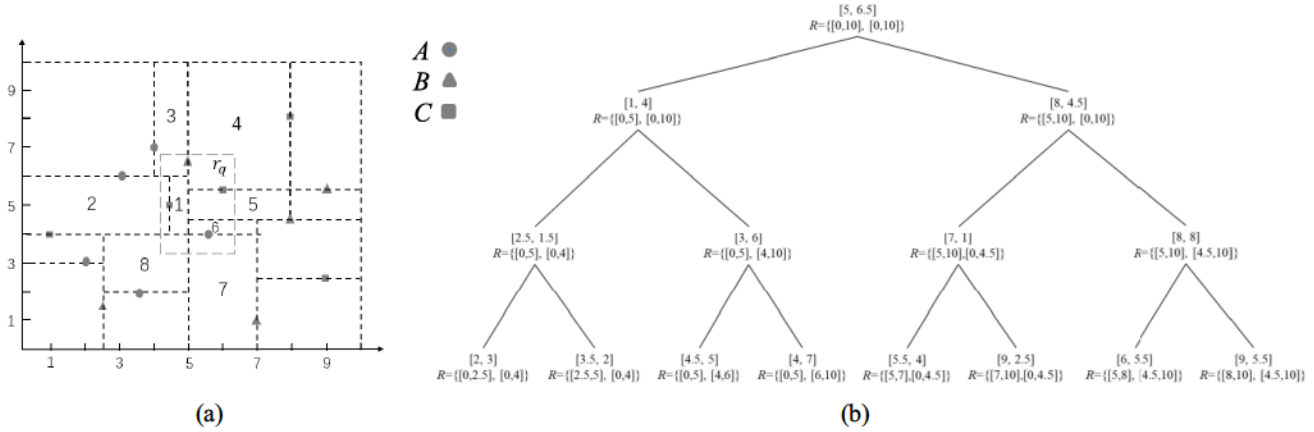 A
B
C
9
7
5
3
1
1
3
5
7
9
3
4
r_q
2
1
5
6
8
7
(a)
[5, 6.5]
R={[0,10], [0,10]}
[1, 4]
R={[0,5], [0,10]}
[8, 4.5]
R={[5,10], [0,10]}
[2.5, 1.5]
R={[0,5], [0,4]}
[3, 6]
R={[0,5], [4,10]}
[7, 1]
R={[5,10],[0,4.5]}
[8, 8]
R={[5,10], [4.5,10]}
[2, 3]
R={[0,2.5], [0,4]}
[3.5, 2]
R={[2.5,5], [0,4]}
[4.5, 5]
R={[0,5], [4,6]}
[4, 7]
R={[0,5], [6,10]}
[5.5, 4]
R={[5,7],[0,4.5]}
[9, 2.5]
R={[7,10],[0,4.5]}
[6, 5.5]
R={[5,8], [4.5,10]}
[9, 5.5]
R={[8,10], [4.5,10]}
(b)